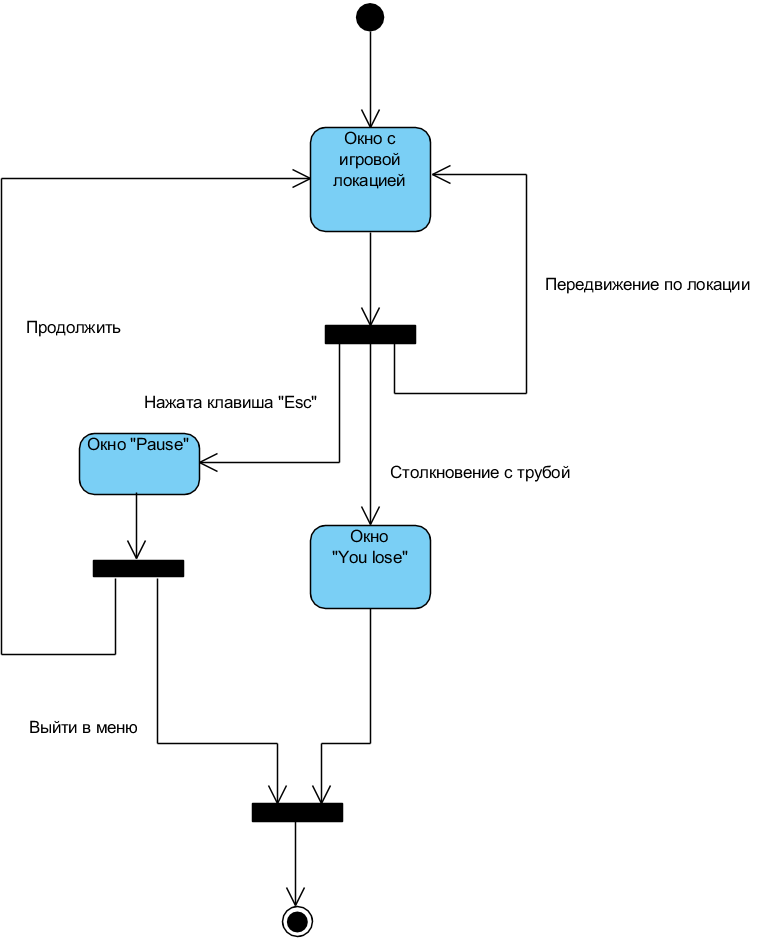 Окно с
игровой
локацией
Передвижение по локации
Продолжить
Нажата клавиша "Esc"
Окно "Pause"
Столкновение с трубой
Окно
"You lose"
Выйти в меню